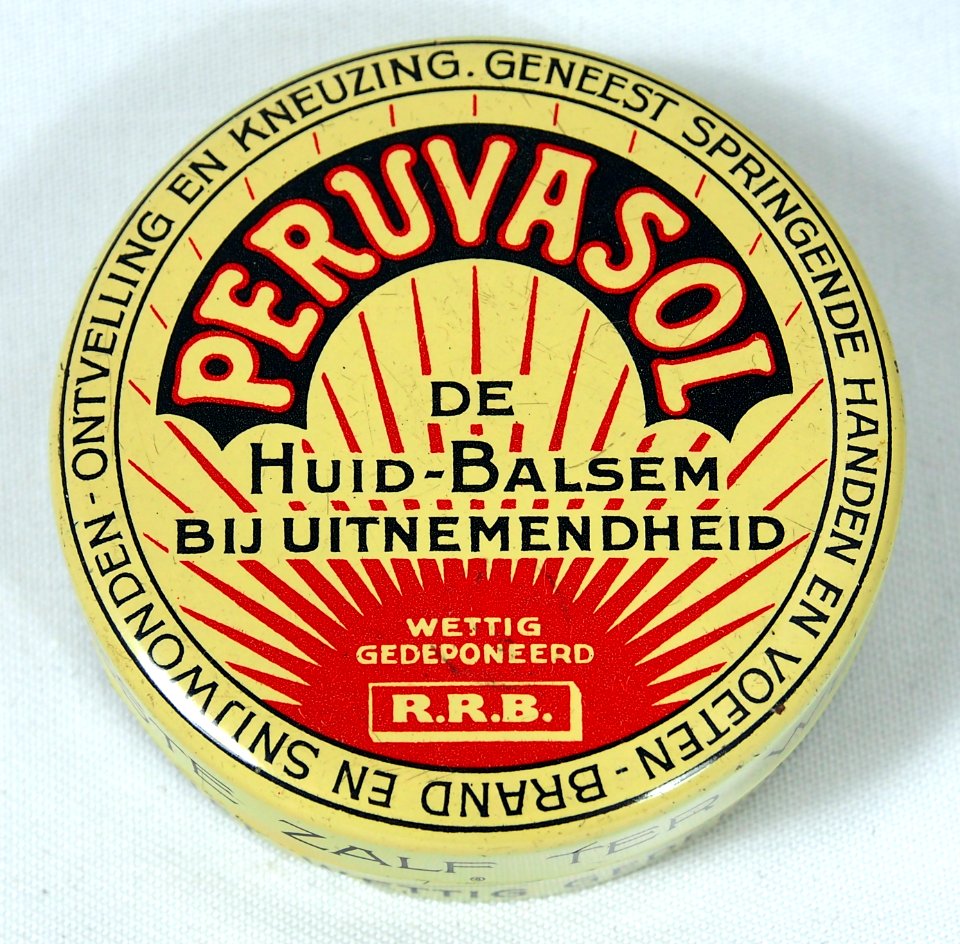 GENEEST SPRINGENDE HANDEN EN VOETEN - BRAND EN SNIJWONDEN - ONTVELLING EN KNEUZING.
PERUVASOL
DE
HUID-BALSEM
BIJ UITNEMENDHEID
WETTIG
GEDEPONEERD
R.R.B.
ZALF TER
WETTIG